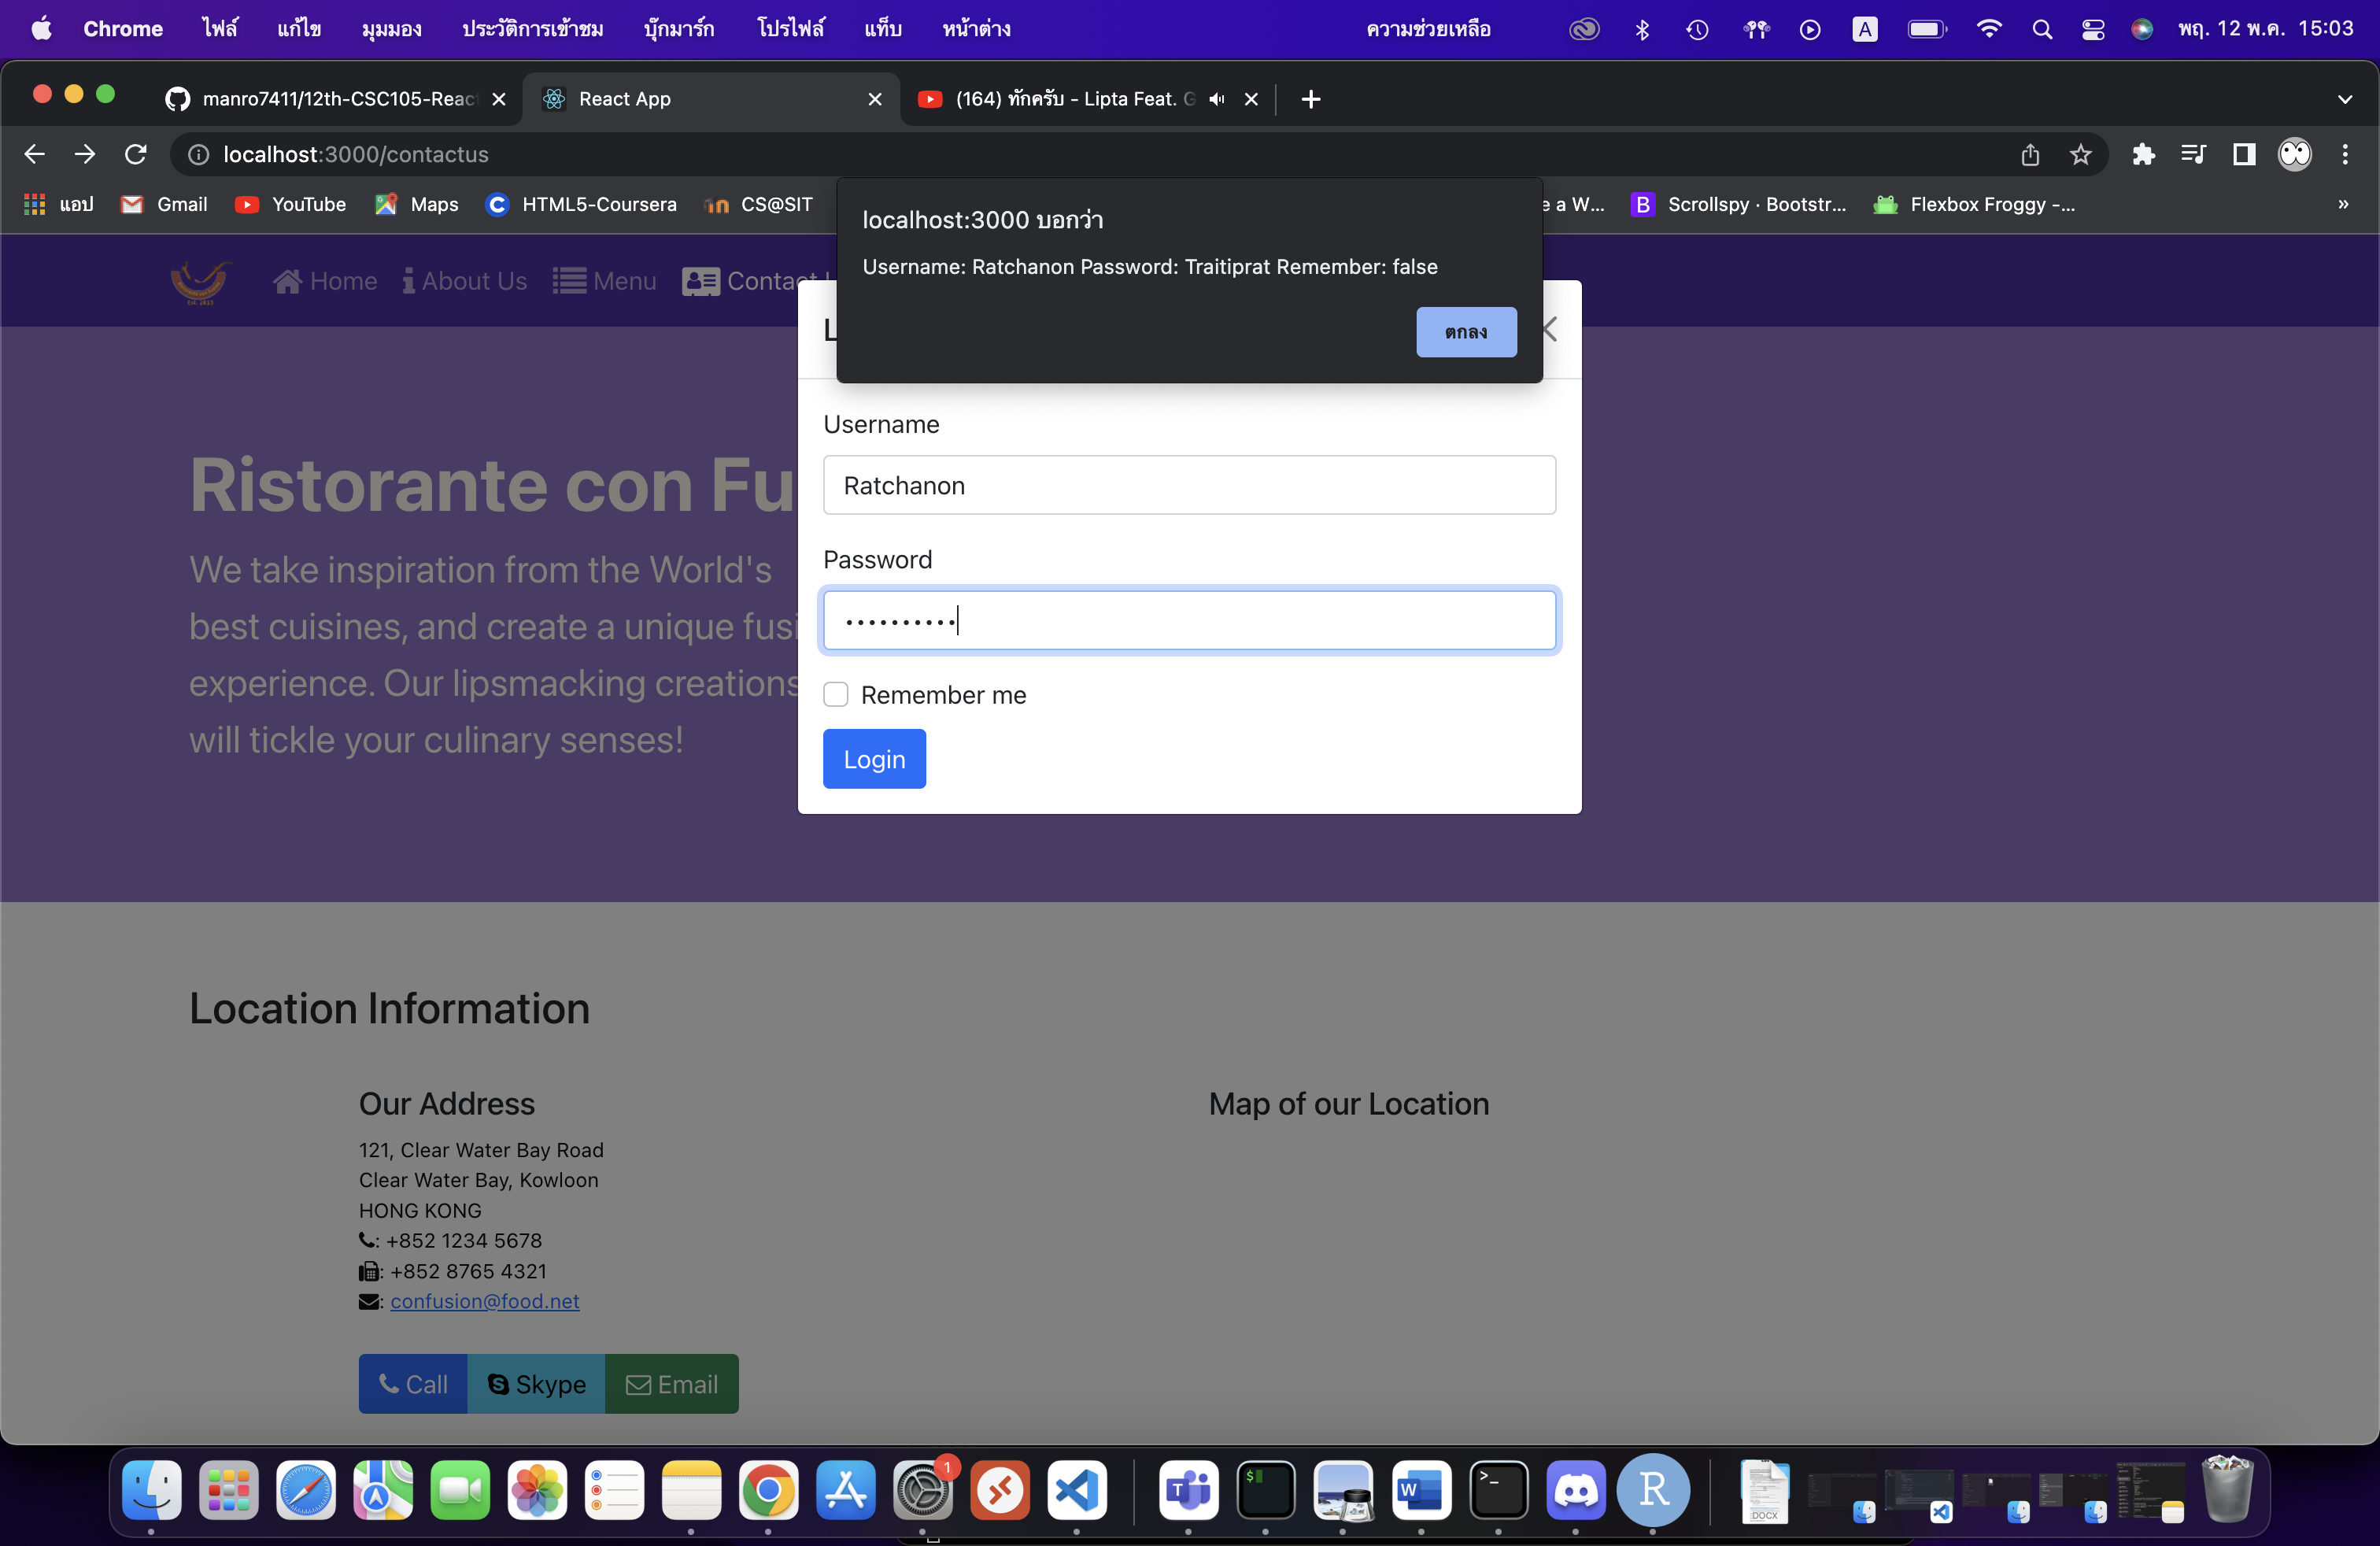 Chrome ไฟล์ แก้ไข มุมมอง ประวัติการเข้าชม บุ๊กมาร์ก โปรไฟล์ แท็บ หน้าต่าง ความช่วยเหลือ A พฤ. 12 พ.ค. 15:03
manro7411/12th-CSC105-Reac React App (164) ทักครับ - Lipta Feat. G
localhost:3000/contactus
แอป Gmail YouTube Maps HTML5-Coursera CS@SIT e a W... B Scrollspy · Bootstr... Flexbox Froggy -... »
localhost:3000 บอกว่า
Username: Ratchanon Password: Traitiprat Remember: false
ตกลง
Home About Us Menu Contact
L
Username
Ratchanon
Password
••••••••••
Remember me
Login
Ristorante con Fu
We take inspiration from the World's
best cuisines, and create a unique fusi
experience. Our lipsmacking creations
will tickle your culinary senses!
Location Information
Our Address
121, Clear Water Bay Road
Clear Water Bay, Kowloon
HONG KONG
: +852 1234 5678
: +852 8765 4321
: confusion@food.net
Map of our Location
Call Skype Email
1
T
$
W
>_
R
DOCX